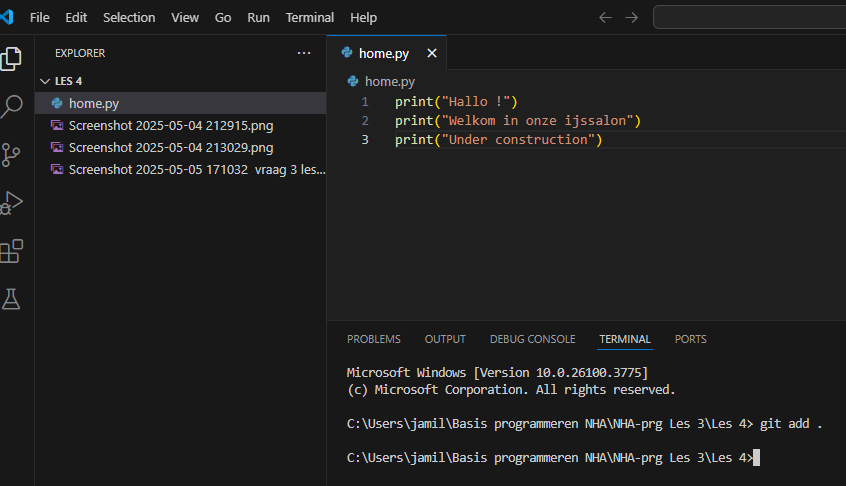 File Edit Selection View Go Run Terminal Help
EXPLORER ...
LES 4
home.py
Screenshot 2025-05-04 212915.png
Screenshot 2025-05-04 213029.png
Screenshot 2025-05-05 171032 vraag 3 les...
home.py
home.py
1 print("Hallo !")
2 print("Welkom in onze ijssalon")
3 print("Under construction")
PROBLEMS OUTPUT DEBUG CONSOLE TERMINAL PORTS
Microsoft Windows [Version 10.0.26100.3775]
(c) Microsoft Corporation. All rights reserved.
C:\Users\jamil\Basis programmeren NHA\NHA-prg Les 3\Les 4> git add .
C:\Users\jamil\Basis programmeren NHA\NHA-prg Les 3\Les 4>